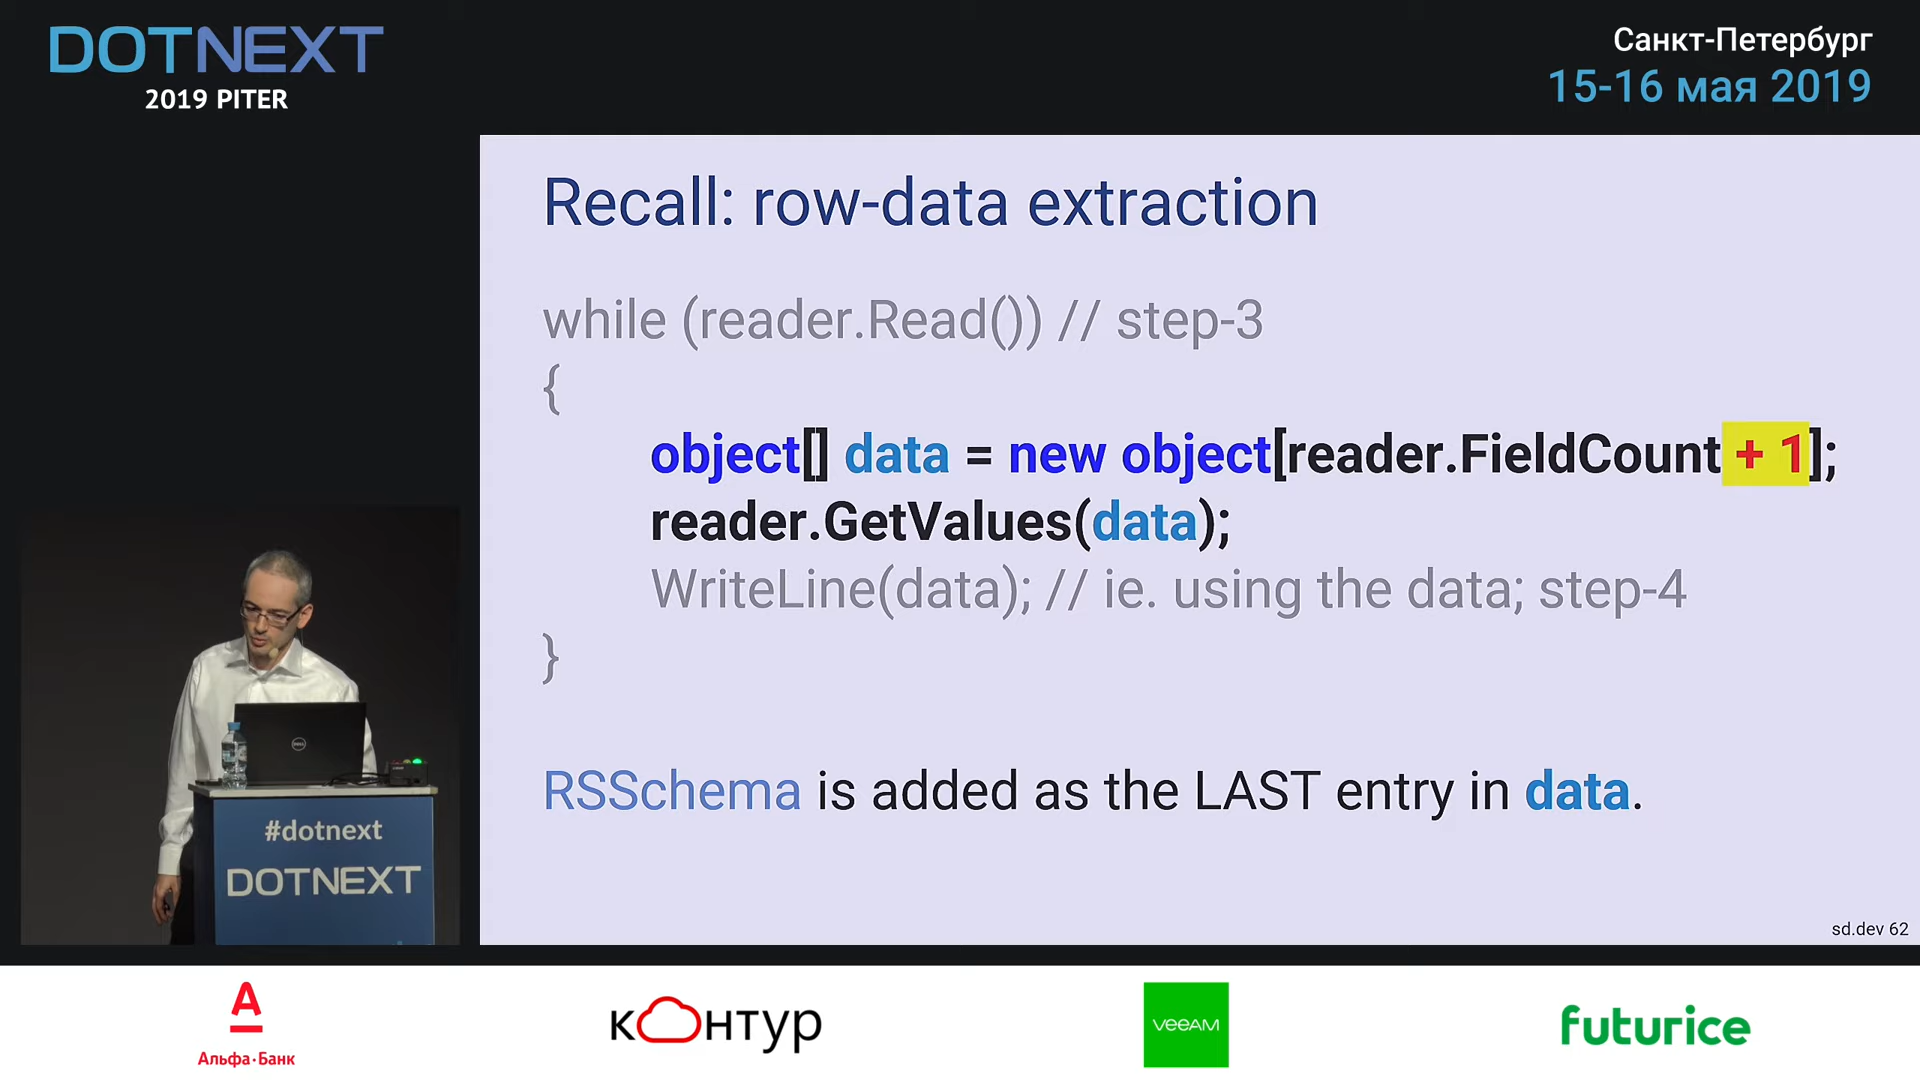 DOTNEXT
2019 PITER
Санкт-Петербург
15-16 мая 2019
Recall: row-data extraction
while (reader.Read()) // step-3
{
object[] data = new object[reader.FieldCount + 1];
reader.GetValues(data);
WriteLine(data); // ie. using the data; step-4
}
RSSchema is added as the LAST entry in data.
sd.dev 62
#dotnext
DOTNEXT
DELL
А
Альфа·Банк
контур
veeam
futurice